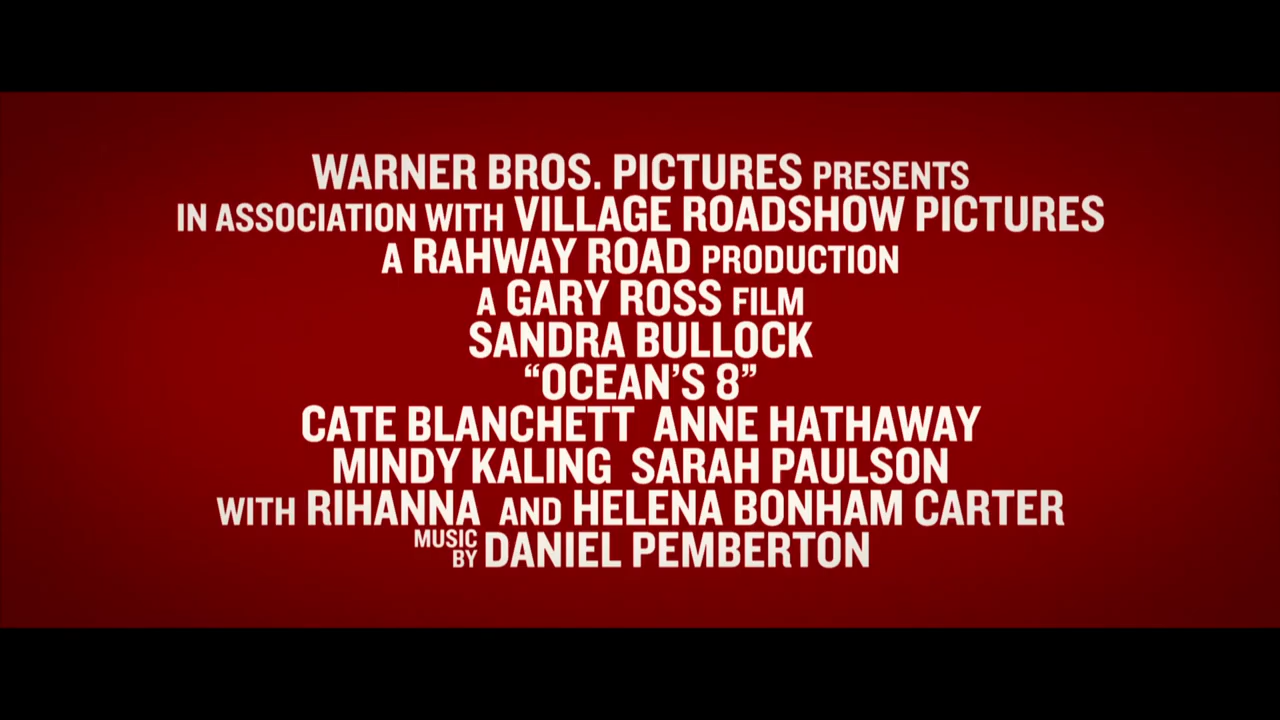 WARNER BROS. PICTURES PRESENTS
IN ASSOCIATION WITH VILLAGE ROADSHOW PICTURES
A RAHWAY ROAD PRODUCTION
A GARY ROSS FILM
SANDRA BULLOCK
“OCEAN’S 8”
CATE BLANCHETT ANNE HATHAWAY
MINDY KALING SARAH PAULSON
WITH RIHANNA AND HELENA BONHAM CARTER
MUSIC BY DANIEL PEMBERTON